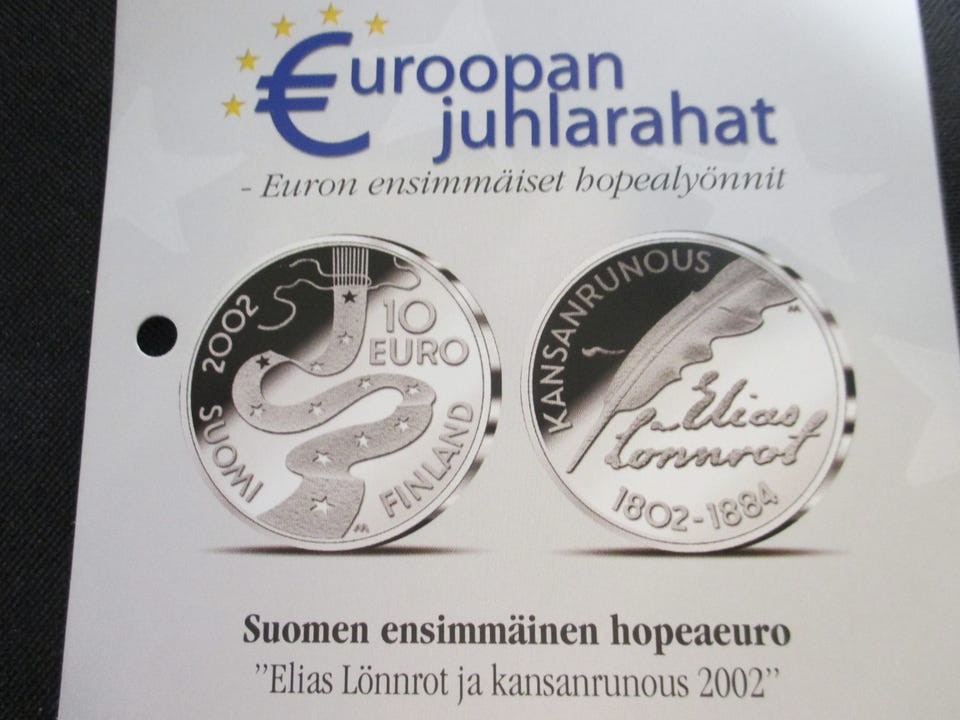 €uroopan
juhlarahat
- Euron ensimmäiset hopealyönnit
2002
SUOMI
10
EURO
FINLAND
KANSANRUNOUS
Elias
Lönnrot
1802-1884
Suomen ensimmäinen hopeaeuro
”Elias Lönnrot ja kansanrunous 2002”